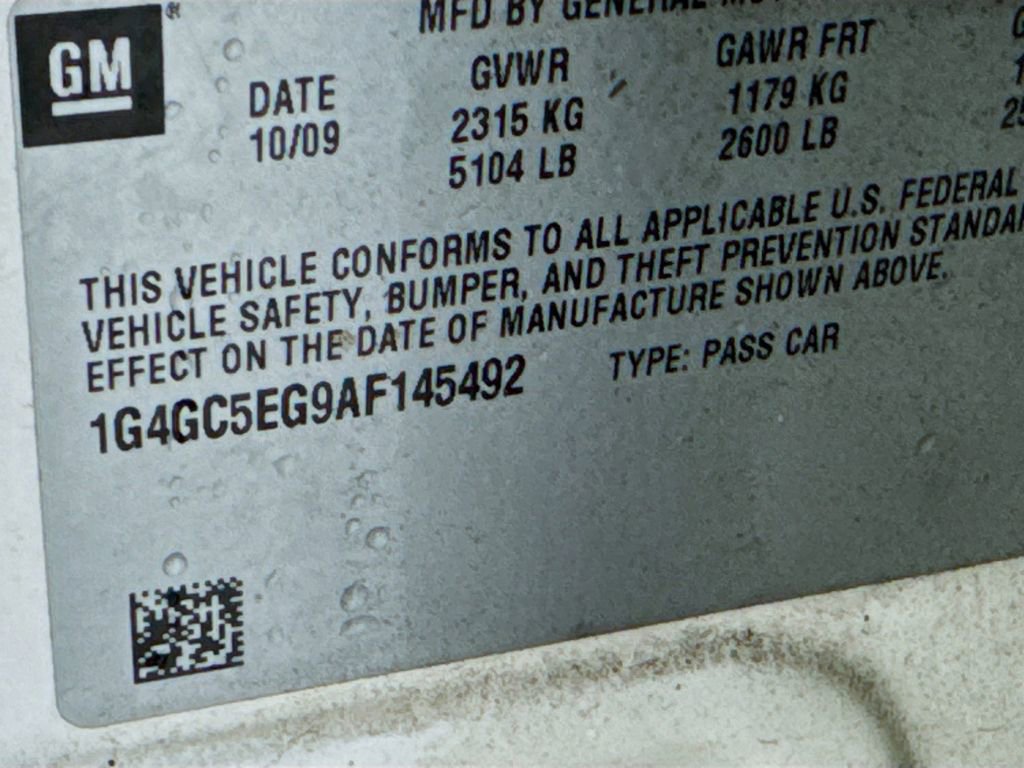 GM ®
MFD BY GENERAL
DATE GVWR GAWR FRT
10/09 2315 KG 1179 KG
5104 LB 2600 LB
THIS VEHICLE CONFORMS TO ALL APPLICABLE U.S. FEDERAL
VEHICLE SAFETY, BUMPER, AND THEFT PREVENTION
EFFECT ON THE DATE OF MANUFACTURE SHOWN ABOVE.
1G4GC5EG9AF145492 TYPE: PASS CAR